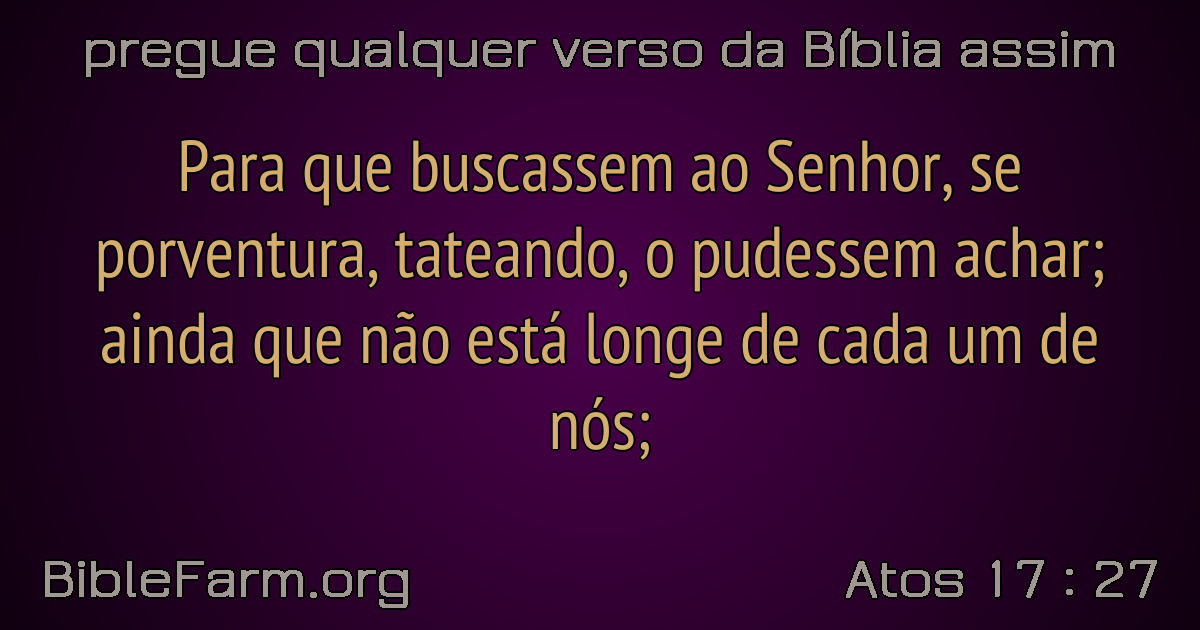 pregue qualquer verso da Bíblia assim
Para que buscassem ao Senhor, se
porventura, tateando, o pudessem achar;
ainda que não está longe de cada um de
nós;
BibleFarm.org
Atos 17 : 27